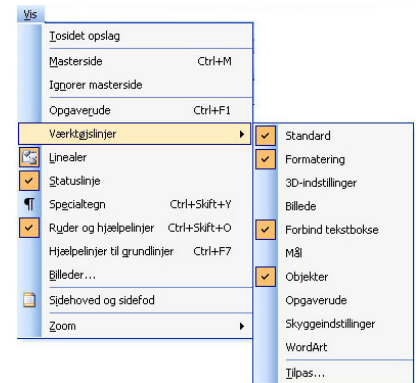 Vis
Tosidet opslag
Masterside Ctrl+M
Ignorer masterside
Opgaverude Ctrl+F1
Værktøjslinjer
Linealer
Statuslinje
Specialtegn Ctrl+Skift+Y
Ryder og hjælpelinjer Ctrl+Skift+O
Hjælpelinjer til grundlinjer Ctrl+F7
Billeder...
Sidehoved og sidefod
Zoom
Standard
Formatering
3D-indstillinger
Billede
Forbind tekstbokse
Mål
Objekter
Opgaverude
Skyggeindstillinger
WordArt
Tilpas...